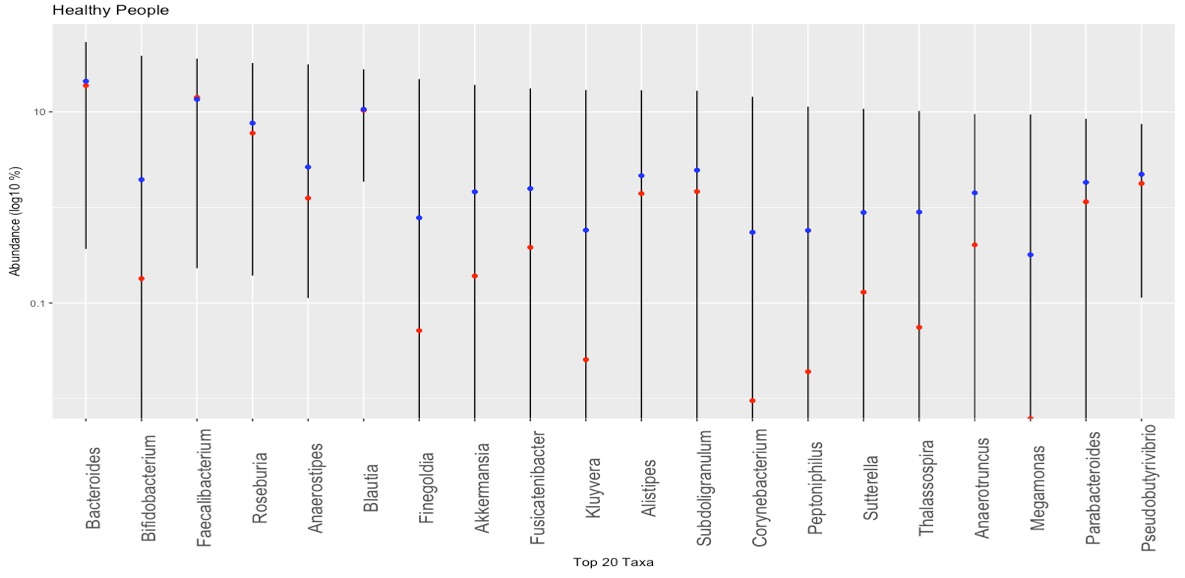 Healthy People
Abundance (log10 %)
10
0.1
Bacteroides
Bifidobacterium
Faecalibacterium
Roseburia
Anaerostipes
Blautia
Finegoldia
Akkermansia
Fusicatenibacter
Kluyvera
Alistipes
Subdoligranulum
Corynebacterium
Peptoniphilus
Sutterella
Thalassospira
Anaerotruncus
Megamonas
Parabacteroides
Pseudobutyrivibrio
Top 20 Taxa